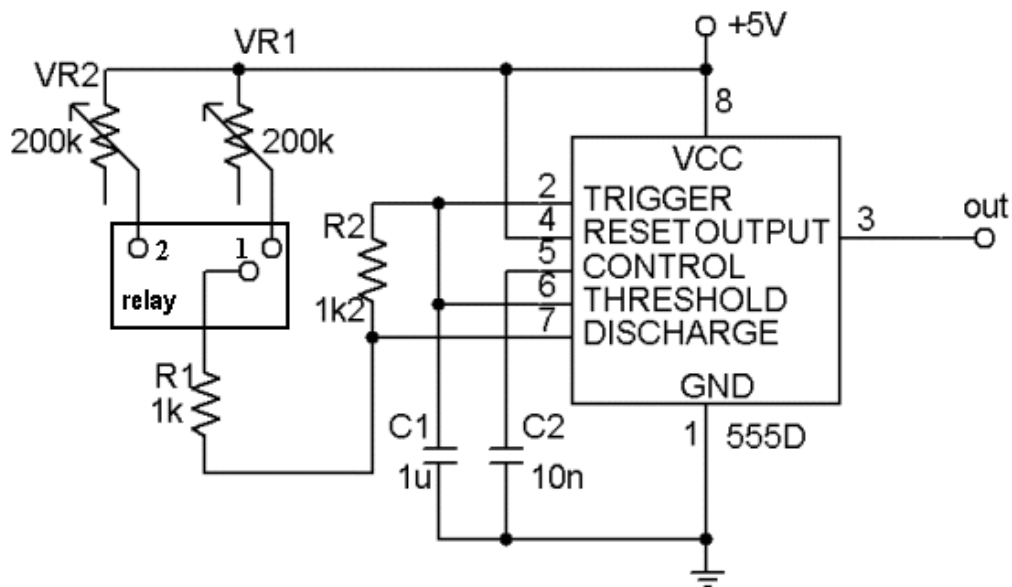 +5V
VR1
VR2
8
200k
200k
VCC
2
TRIGGER
4
RESET OUTPUT
3
out
R2
5
CONTROL
2
1
6
THRESHOLD
relay
1k2
7
DISCHARGE
R1
1k
GND
C1
C2
1
555D
1u
10n